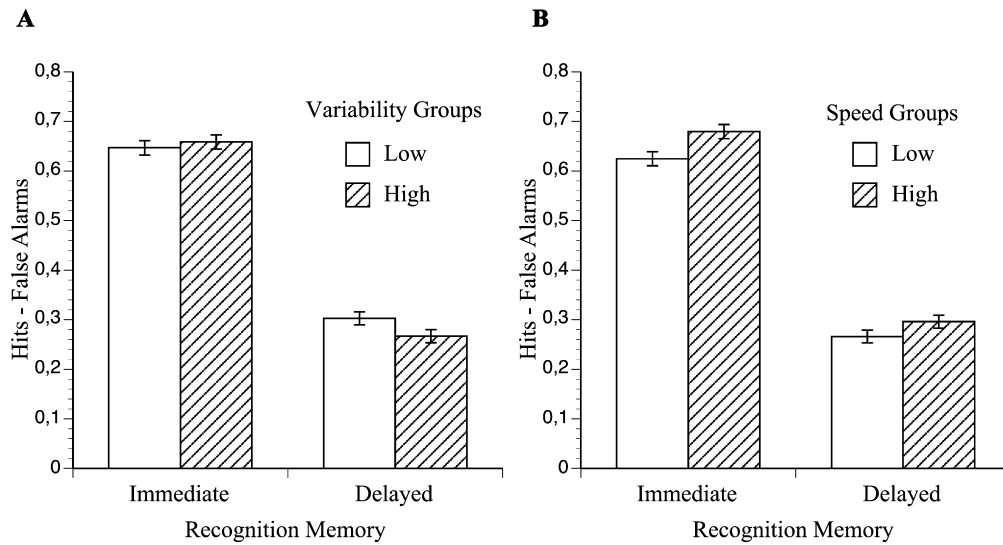 A
Hits - False Alarms
0,8
0,7
0,6
0,5
0,4
0,3
0,2
0,1
0
Variability Groups
Low
High
Immediate
Delayed
Recognition Memory
B
Hits - False Alarms
0,8
0,7
0,6
0,5
0,4
0,3
0,2
0,1
0
Speed Groups
Low
High
Immediate
Delayed
Recognition Memory